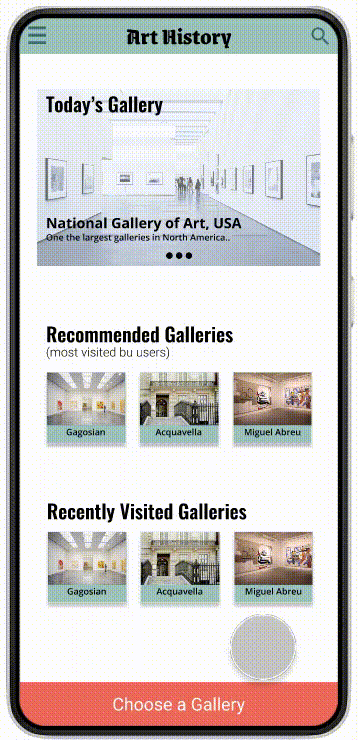 Art History
Today's Gallery
National Gallery of Art, USA
One the largest galleries in North America..
Recommended Galleries
(most visited bu users)
Gagosian
Acquavella
Miguel Abreu
Recently Visited Galleries
Gagosian
Acquavella
Miguel Abreu
Choose a Gallery